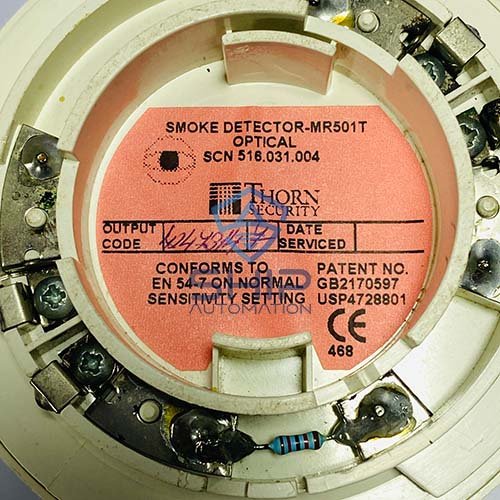 SMOKE DETECTOR-MR501T
OPTICAL
SCN 516.031.004
THORN
SECURITY
OUTPUT CODE
DATE SERVICED
CONFORMS TO
EN 54-7 ON NORMAL
SENSITIVITY SETTING
PATENT NO.
GB2170597
USP4728801
CE
468
AUTOMATION